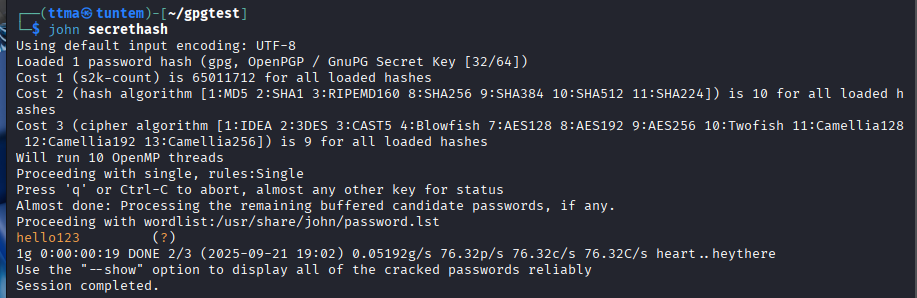 ┌──(ttma㉿tuntem)-[~/gpgtest]
└─$ john secrethash
Using default input encoding: UTF-8
Loaded 1 password hash (gpg, OpenPGP / GnuPG Secret Key [32/64])
Cost 1 (s2k-count) is 65011712 for all loaded hashes
Cost 2 (hash algorithm [1:MD5 2:SHA1 3:RIPEMD160 8:SHA256 9:SHA384 10:SHA512 11:SHA224]) is 10 for all loaded h
ashes
Cost 3 (cipher algorithm [1:IDEA 2:3DES 3:CAST5 4:Blowfish 7:AES128 8:AES192 9:AES256 10:Twofish 11:Camellia128
 12:Camellia192 13:Camellia256]) is 9 for all loaded hashes
Will run 10 OpenMP threads
Proceeding with single, rules:Single
Press 'q' or Ctrl-C to abort, almost any other key for status
Almost done: Processing the remaining buffered candidate passwords, if any.
Proceeding with wordlist:/usr/share/john/password.lst
hello123         (?)
1g 0:00:00:19 DONE 2/3 (2025-09-21 19:02) 0.05192g/s 76.32p/s 76.32c/s 76.32C/s heart..heythere
Use the "--show" option to display all of the cracked passwords reliably
Session completed.